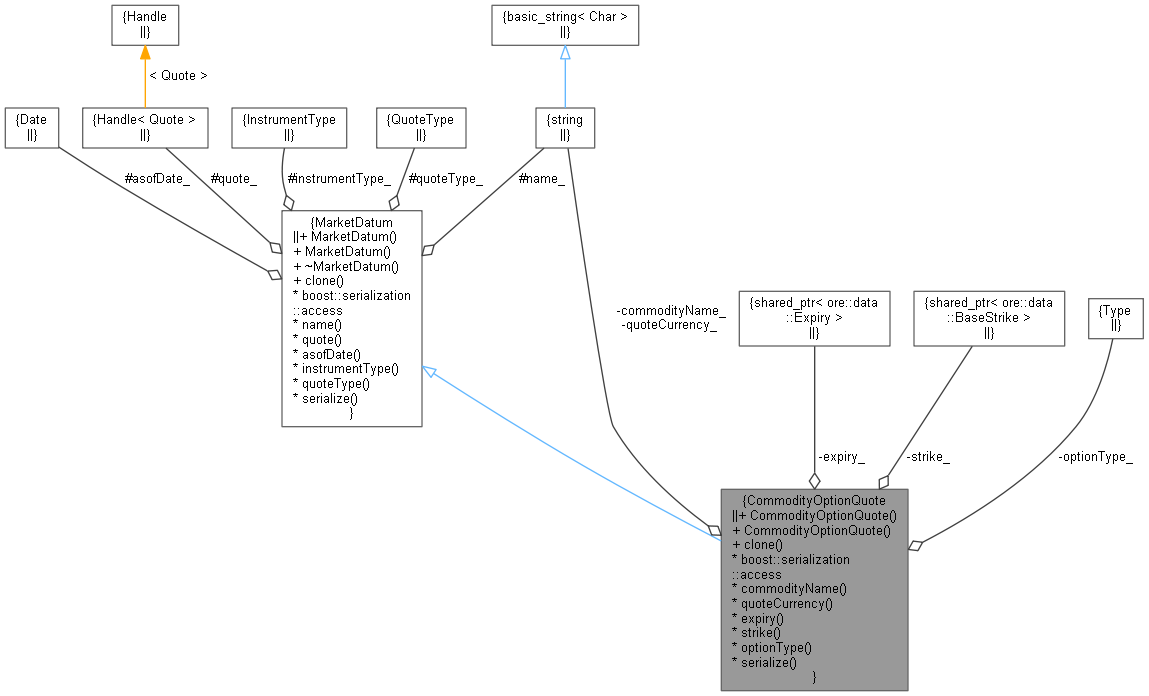 {Handle
||}
{basic_string< Char >
||}
< Quote >
{Date
||}
{Handle< Quote >
||}
{InstrumentType
||}
{QuoteType
||}
{string
||}
#asofDate_
#quote_
#instrumentType_
#quoteType_
#name_
{MarketDatum
||+ MarketDatum()
+ MarketDatum()
+ ~MarketDatum()
+ clone()
* boost::serialization
::access
* name()
* quote()
* asofDate()
* instrumentType()
* quoteType()
* serialize()
}
-commodityName_
-quoteCurrency_
{shared_ptr< ore::data
::Expiry >
||}
{shared_ptr< ore::data
::BaseStrike >
||}
{Type
||}
-expiry_
-strike_
-optionType_
{CommodityOptionQuote
||+ CommodityOptionQuote()
+ CommodityOptionQuote()
+ clone()
* boost::serialization
::access
* commodityName()
* quoteCurrency()
* expiry()
* strike()
* optionType()
* serialize()
}